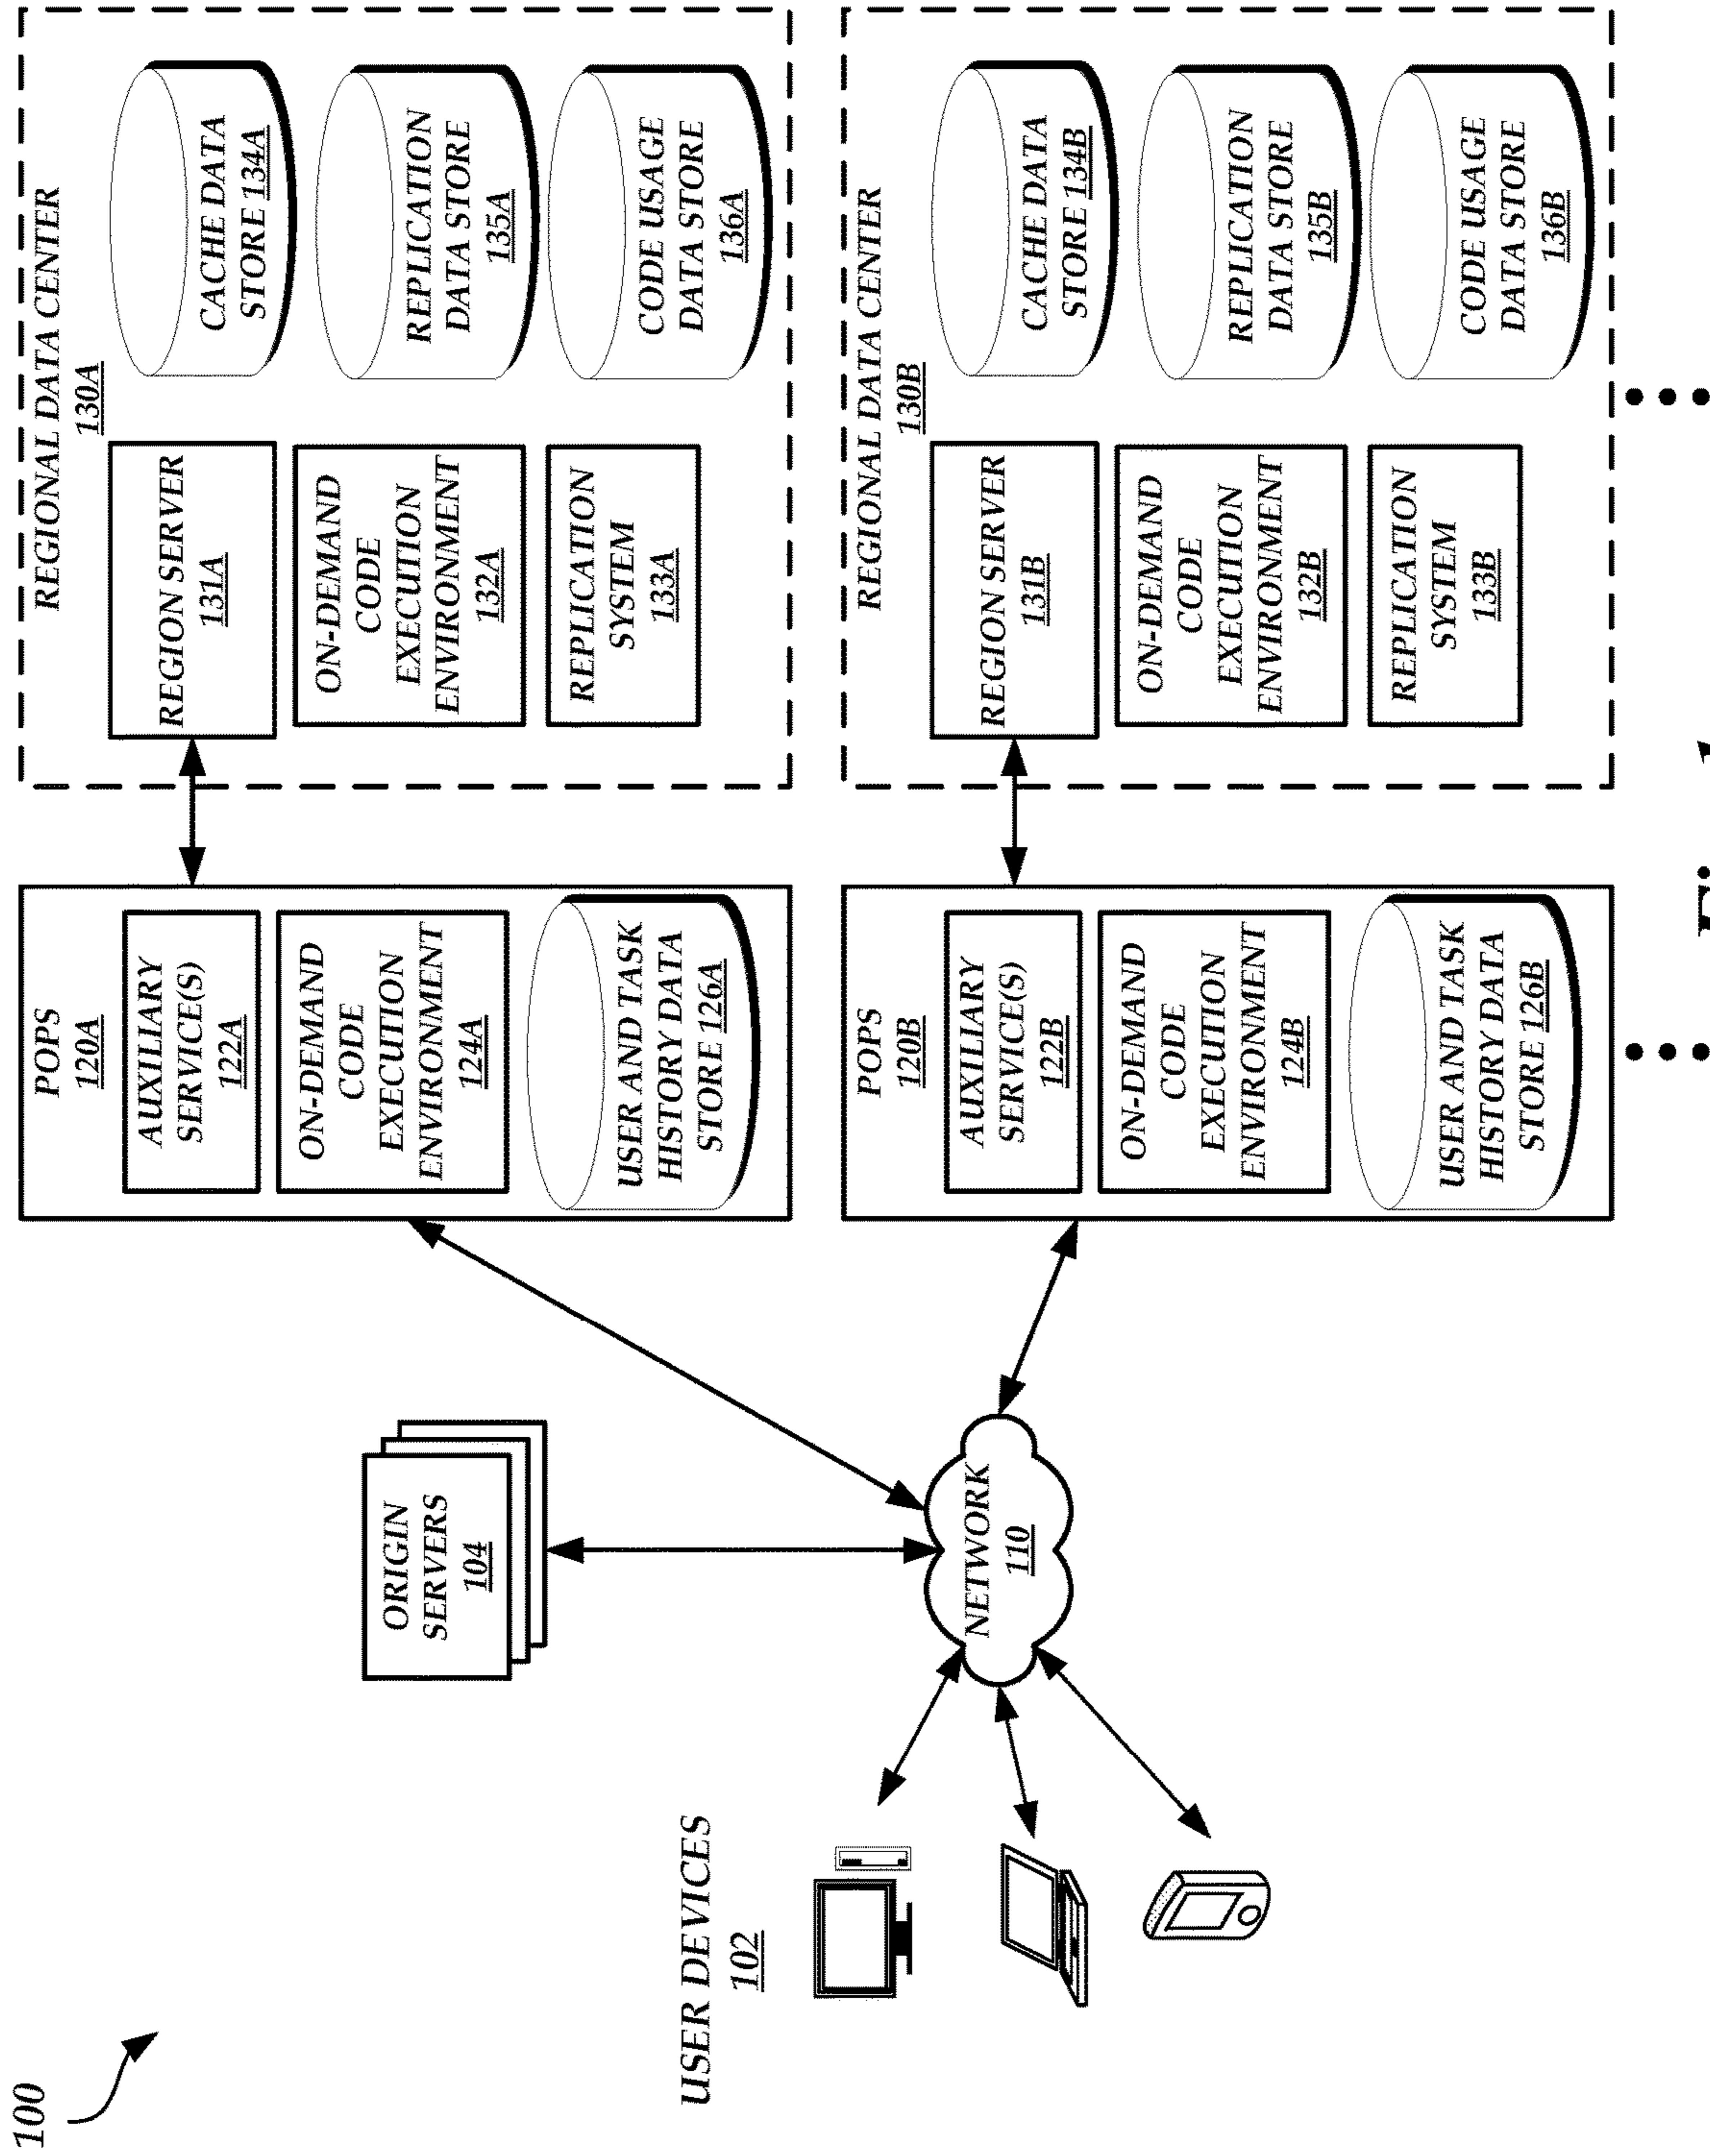 100
USER DEVICES
102
ORIGIN
SERVERS
104
NETWORK
110
POPS
120A
AUXILIARY
SERVICE(S)
122A
ON-DEMAND
CODE
EXECUTION
ENVIRONMENT
124A
USER AND TASK
HISTORY DATA
STORE 126A
REGIONAL DATA CENTER
130A
REGION SERVER
131A
ON-DEMAND
CODE
EXECUTION
ENVIRONMENT
132A
REPLICATION
SYSTEM
133A
CACHE DATA
STORE 134A
REPLICATION
DATA STORE
135A
CODE USAGE
DATA STORE
136A
POPS
120B
AUXILIARY
SERVICE(S)
122B
ON-DEMAND
CODE
EXECUTION
ENVIRONMENT
124B
USER AND TASK
HISTORY DATA
STORE 126B
REGIONAL DATA CENTER
130B
REGION SERVER
131B
ON-DEMAND
CODE
EXECUTION
ENVIRONMENT
132B
REPLICATION
SYSTEM
133B
CACHE DATA
STORE 134B
REPLICATION
DATA STORE
135B
CODE USAGE
DATA STORE
136B